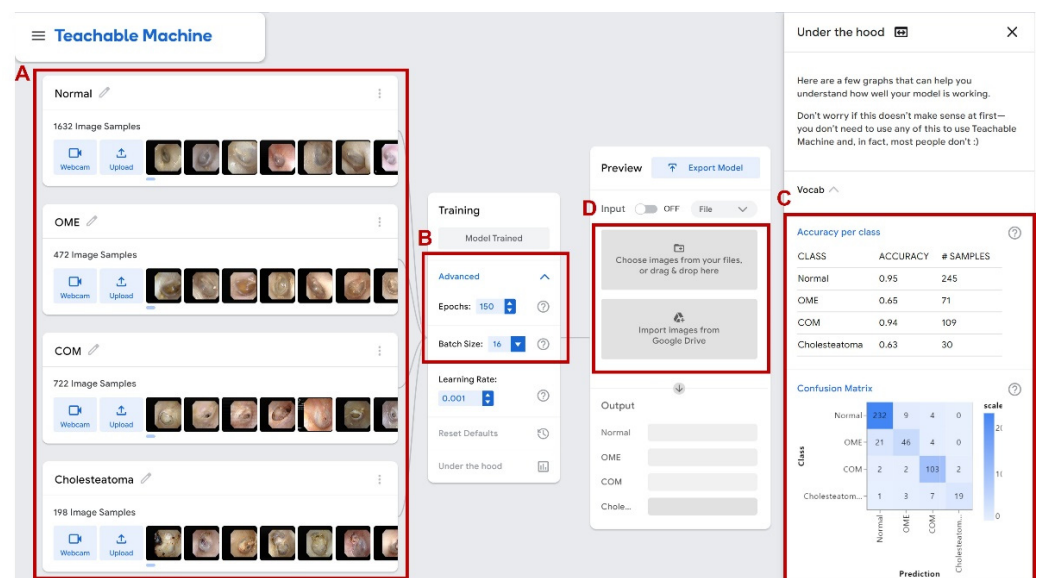 Teachable Machine
A
Normal
1632 Image Samples
Webcam Upload
OME
472 Image Samples
Webcam Upload
COM
722 Image Samples
Webcam Upload
Cholesteatoma
198 Image Samples
Webcam Upload
Training
Model Trained
B
Advanced
Epochs: 150
Batch Size: 16
Learning Rate:
0.001
Reset Defaults
Under the hood
Preview Export Model
D Input OFF File
Choose images from your files,
or drag & drop here
Import images from
Google Drive
Output
Normal
OME
COM
Chole...
Under the hood
Here are a few graphs that can help you
understand how well your model is working.
Don't worry if this doesn't make sense at first—
you don't need to use any of this to use Teachable
Machine and, in fact, most people don't :)
Vocab
C
Accuracy per class
CLASS ACCURACY # SAMPLES
Normal 0.95 245
OME 0.65 71
COM 0.94 109
Cholesteatoma 0.63 30
Confusion Matrix
scale
Normal 232 9 4 0
OME 21 46 4 0
COM 2 2 103 2
Cholesteatom... 1 3 7 19
0
Class
Normal
OME
COM
Cholesteatom...
Prediction